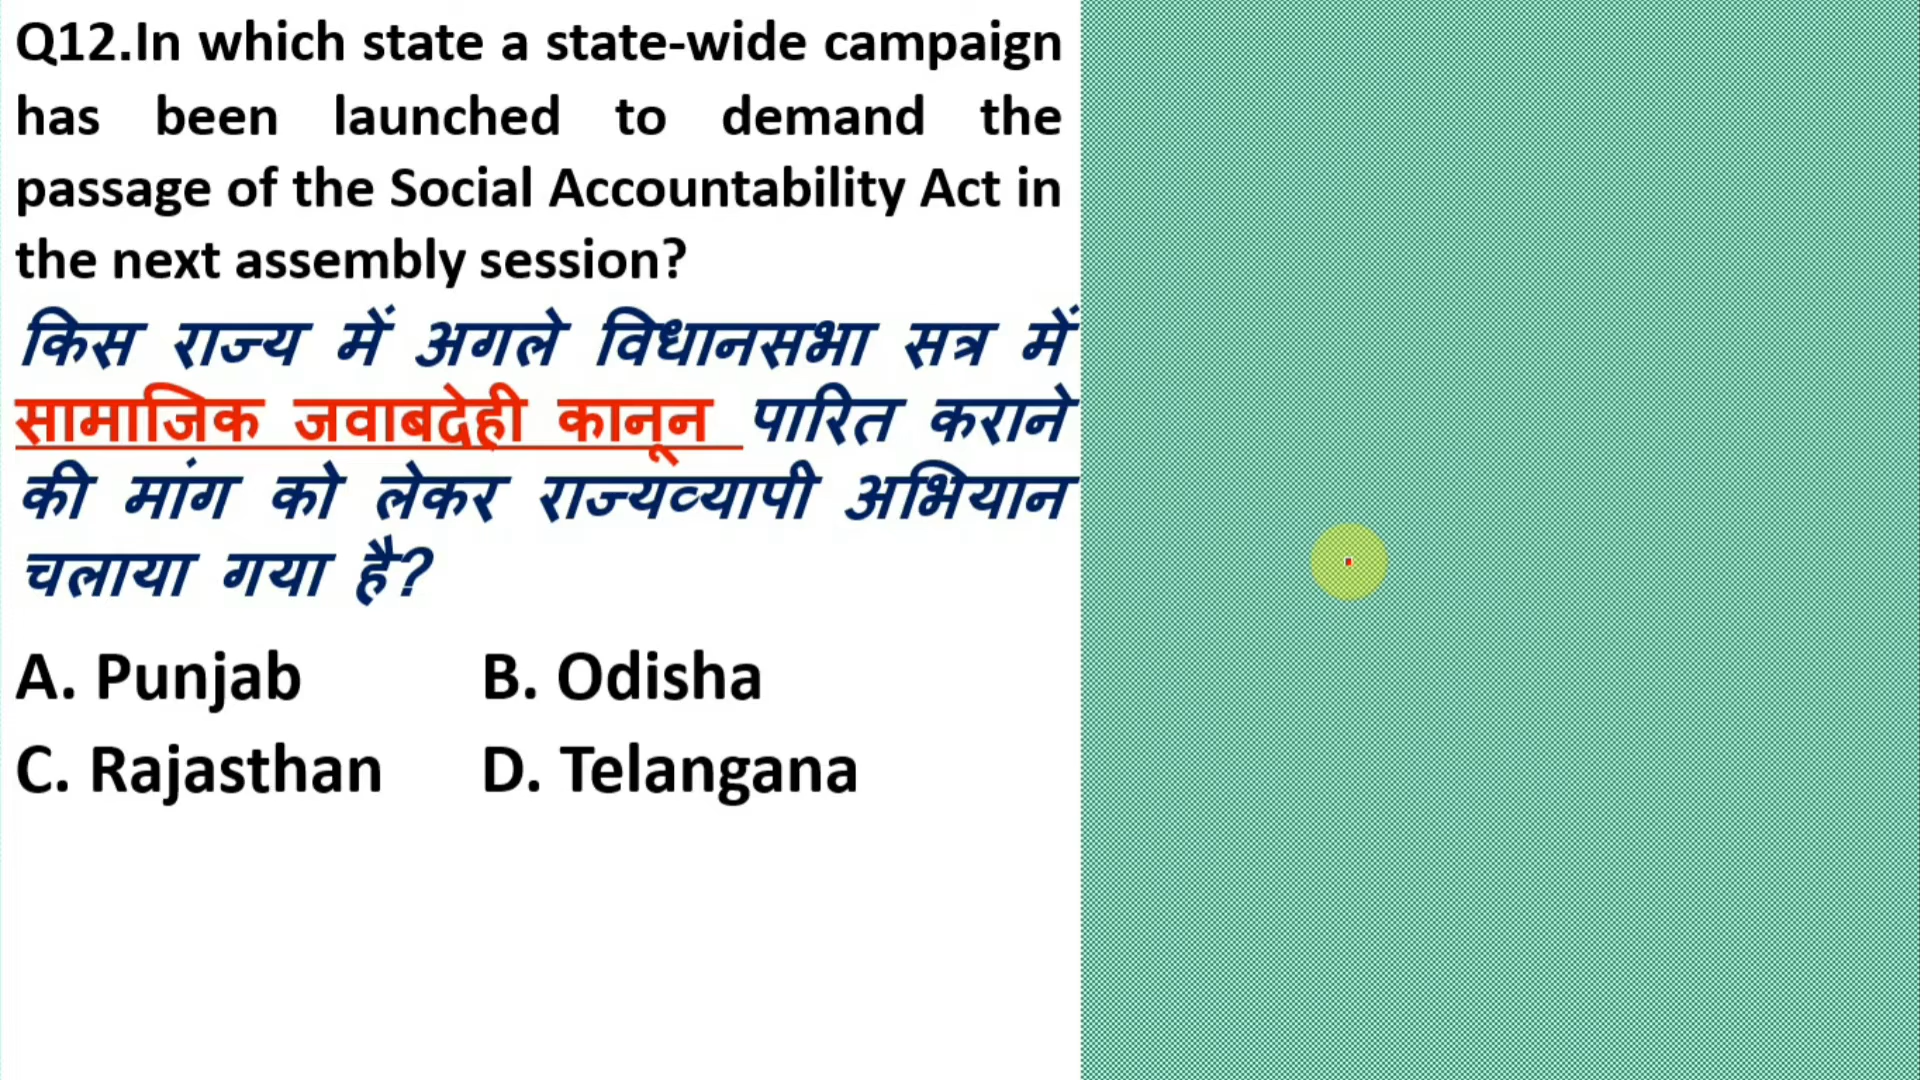 Q12.In which state a state-wide campaign
has been launched to demand the
passage of the Social Accountability Act in
the next assembly session?
किस राज्य में अगले विधानसभा सत्र में
सामाजिक जवाबदेही कानून पारित कराने
की मांग को लेकर राज्यव्यापी अभियान
चलाया गया है?
A. Punjab B. Odisha
C. Rajasthan D. Telangana